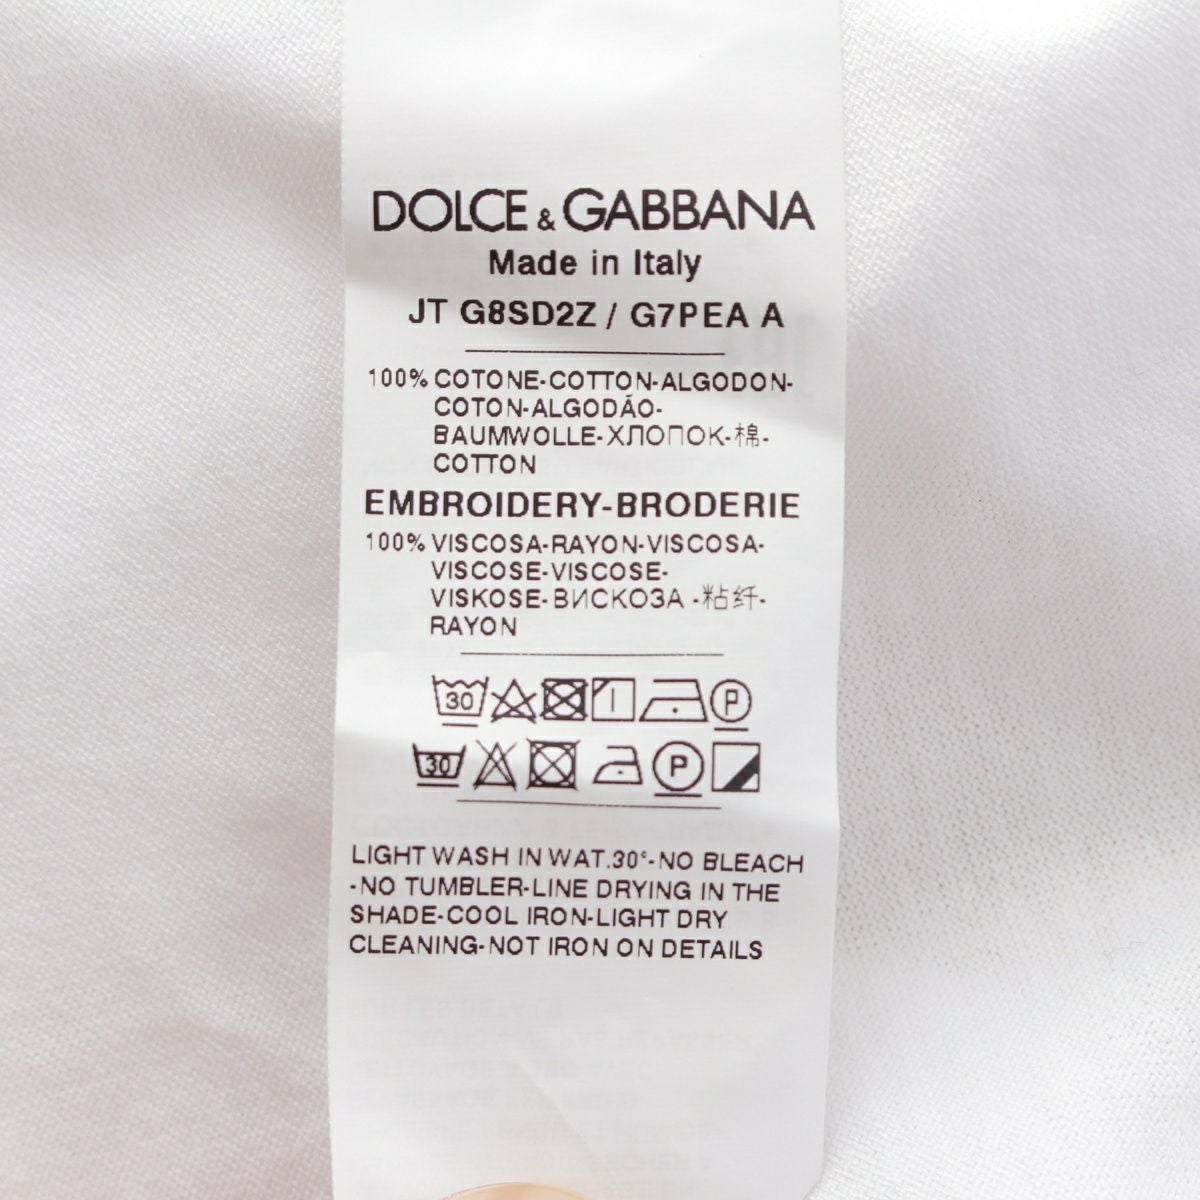 DOLCE & GABBANA
Made in Italy
JT G8SD2Z / G7PEA A
100% COTONE-COTTON-ALGODON-
COTON-ALGODÃO-
BAUMWOLLE-ХЛОПОК-棉-
COTTON
EMBROIDERY-BRODERIE
100% VISCOSA-RAYON-VISCOSA-
VISCOSE-VISCOSE-
VISKOSE-ВИСКОЗА -粘纤-
RAYON
30 P
30 P
LIGHT WASH IN WAT.30°-NO BLEACH
-NO TUMBLER-LINE DRYING IN THE
SHADE-COOL IRON-LIGHT DRY
CLEANING-NOT IRON ON DETAILS